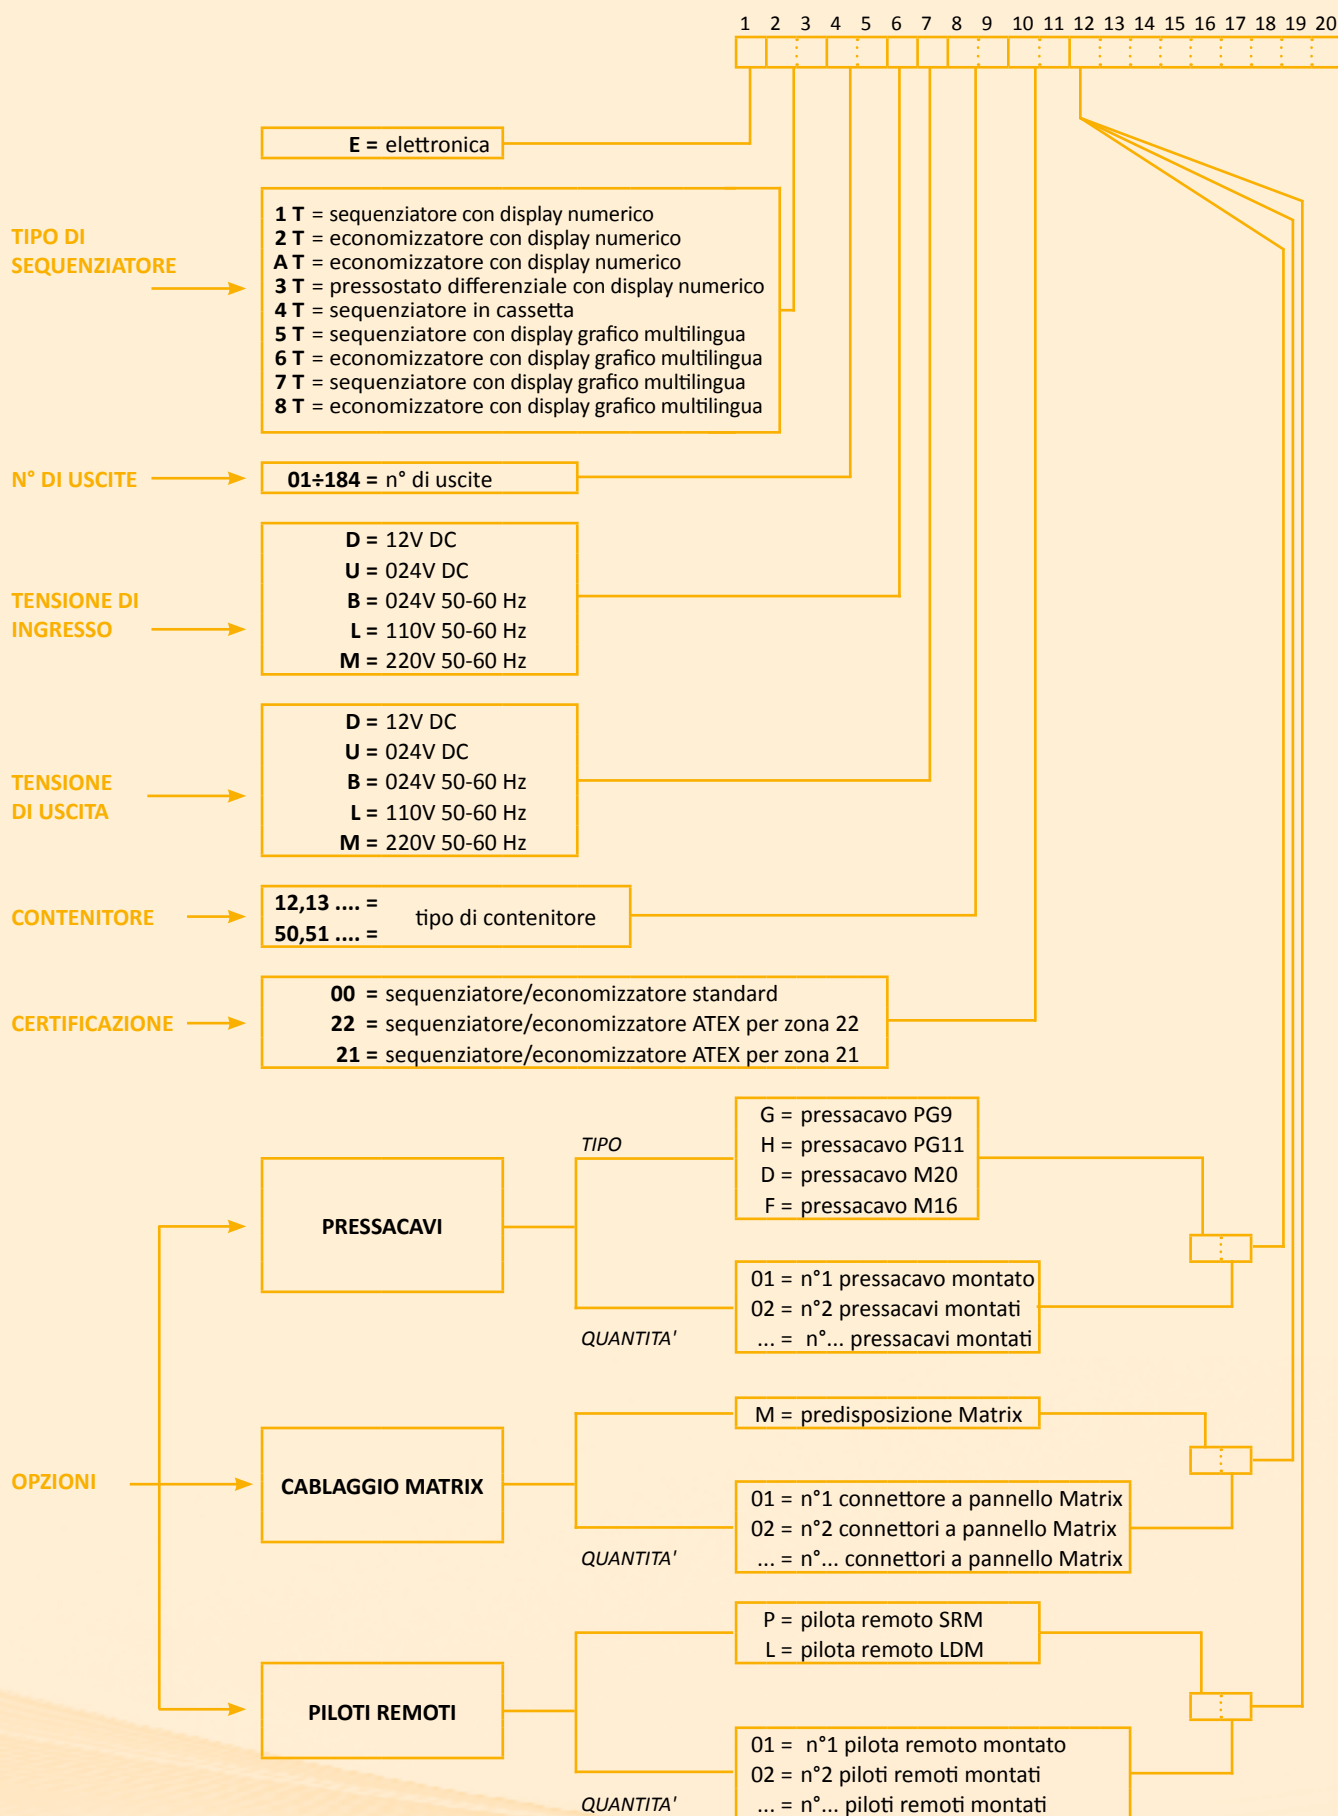 1 2 3 4 5 6 7 8 9 10 11 12 13 14 15 16 17 18 19 20
E = elettronica
TIPO DI
SEQUENZIATORE
1 T = sequenziatore con display numerico
2 T = economizzatore con display numerico
A T = economizzatore con display numerico
3 T = pressostato differenziale con display numerico
4 T = sequenziatore in cassetta
5 T = sequenziatore con display grafico multilingua
6 T = economizzatore con display grafico multilingua
7 T = sequenziatore con display grafico multilingua
8 T = economizzatore con display grafico multilingua
N° DI USCITE
01÷184 = n° di uscite
TENSIONE DI
INGRESSO
D = 12V DC
U = 024V DC
B = 024V 50-60 Hz
L = 110V 50-60 Hz
M = 220V 50-60 Hz
TENSIONE
DI USCITA
D = 12V DC
U = 024V DC
B = 024V 50-60 Hz
L = 110V 50-60 Hz
M = 220V 50-60 Hz
CONTENITORE
12,13 .... =
50,51 .... =
tipo di contenitore
CERTIFICAZIONE
00 = sequenziatore/economizzatore standard
22 = sequenziatore/economizzatore ATEX per zona 22
21 = sequenziatore/economizzatore ATEX per zona 21
OPZIONI
PRESSACAVI
TIPO
G = pressacavo PG9
H = pressacavo PG11
D = pressacavo M20
F = pressacavo M16
QUANTITA'
01 = n°1 pressacavo montato
02 = n°2 pressacavi montati
... = n°... pressacavi montati
CABLAGGIO MATRIX
M = predisposizione Matrix
QUANTITA'
01 = n°1 connettore a pannello Matrix
02 = n°2 connettori a pannello Matrix
... = n°... connettori a pannello Matrix
PILOTI REMOTI
P = pilota remoto SRM
L = pilota remoto LDM
QUANTITA'
01 = n°1 pilota remoto montato
02 = n°2 piloti remoti montati
... = n°... piloti remoti montati